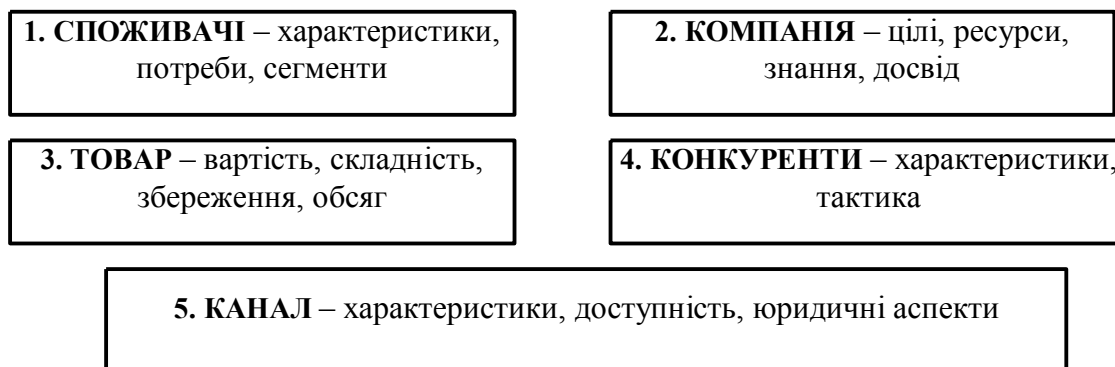 1. СПОЖИВАЧІ – характеристики,
потреби, сегменти
2. КОМПАНІЯ – цілі, ресурси,
знання, досвід
3. ТОВАР – вартість, складність,
збереження, обсяг
4. КОНКУРЕНТИ – характеристики,
тактика
5. КАНАЛ – характеристики, доступність, юридичні аспекти